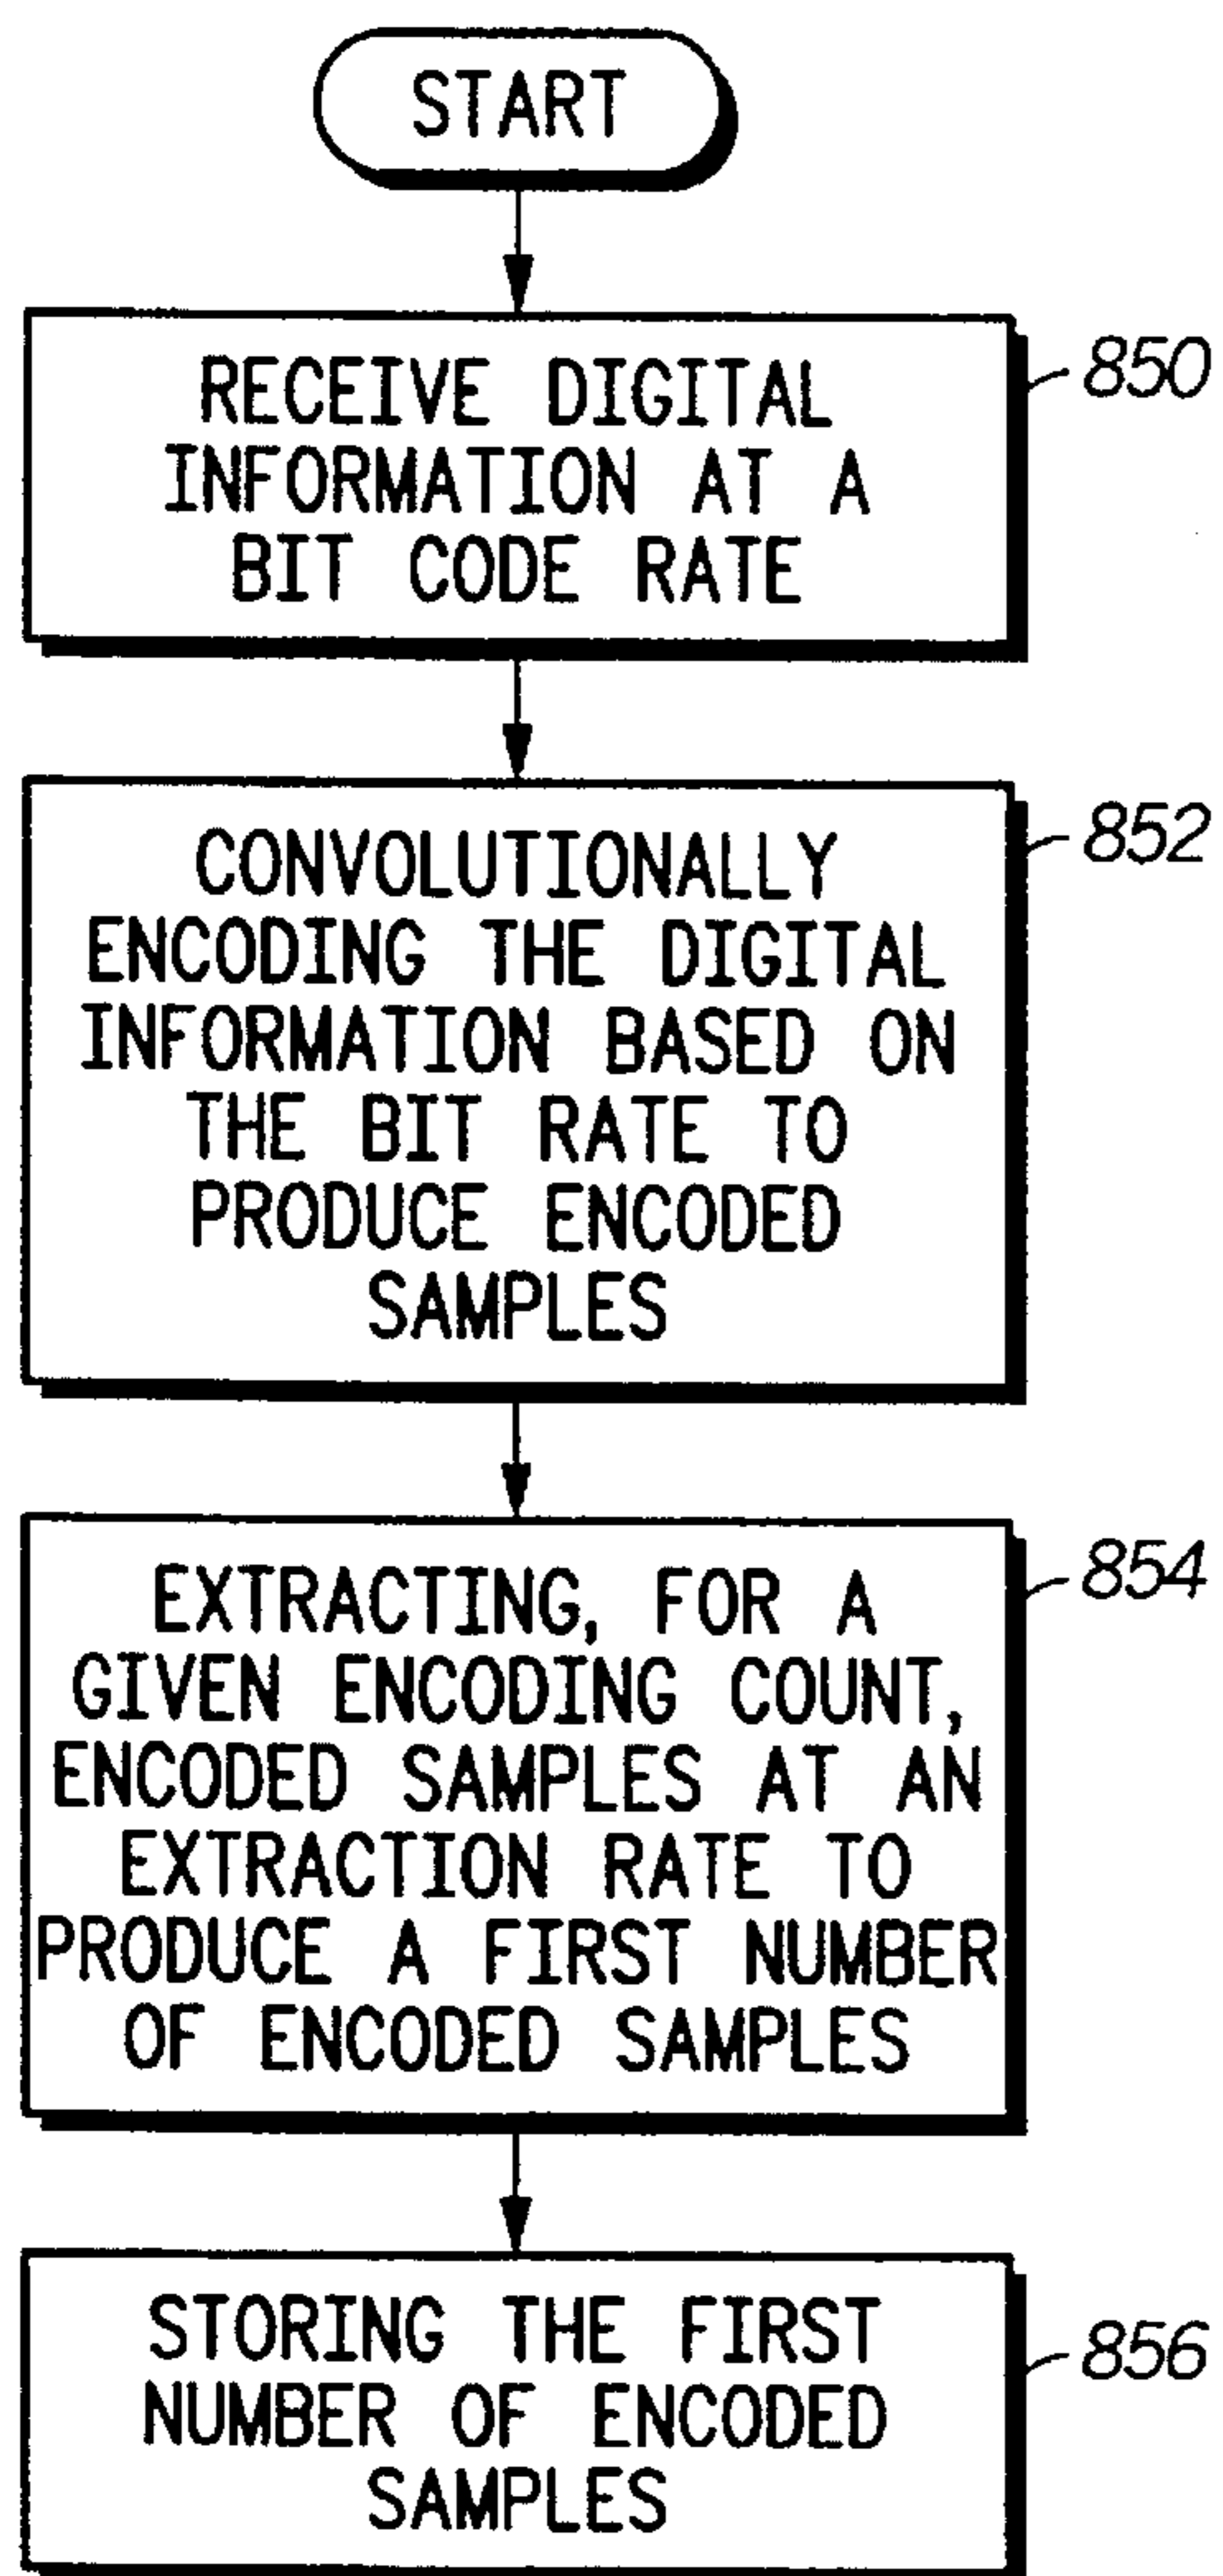 START
RECEIVE DIGITAL
INFORMATION AT A
BIT CODE RATE
850
CONVOLUTIONALLY
ENCODING THE DIGITAL
INFORMATION BASED ON
THE BIT RATE TO
PRODUCE ENCODED
SAMPLES
852
EXTRACTING, FOR A
GIVEN ENCODING COUNT,
ENCODED SAMPLES AT AN
EXTRACTION RATE TO
PRODUCE A FIRST NUMBER
OF ENCODED SAMPLES
854
STORING THE FIRST
NUMBER OF ENCODED
SAMPLES
856